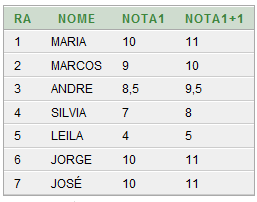 RA NOME NOTA1 NOTA1+1
1 MARIA 10 11
2 MARCOS 9 10
3 ANDRE 8,5 9,5
4 SILVIA 7 8
5 LEILA 4 5
6 JORGE 10 11
7 JOSÉ 10 11